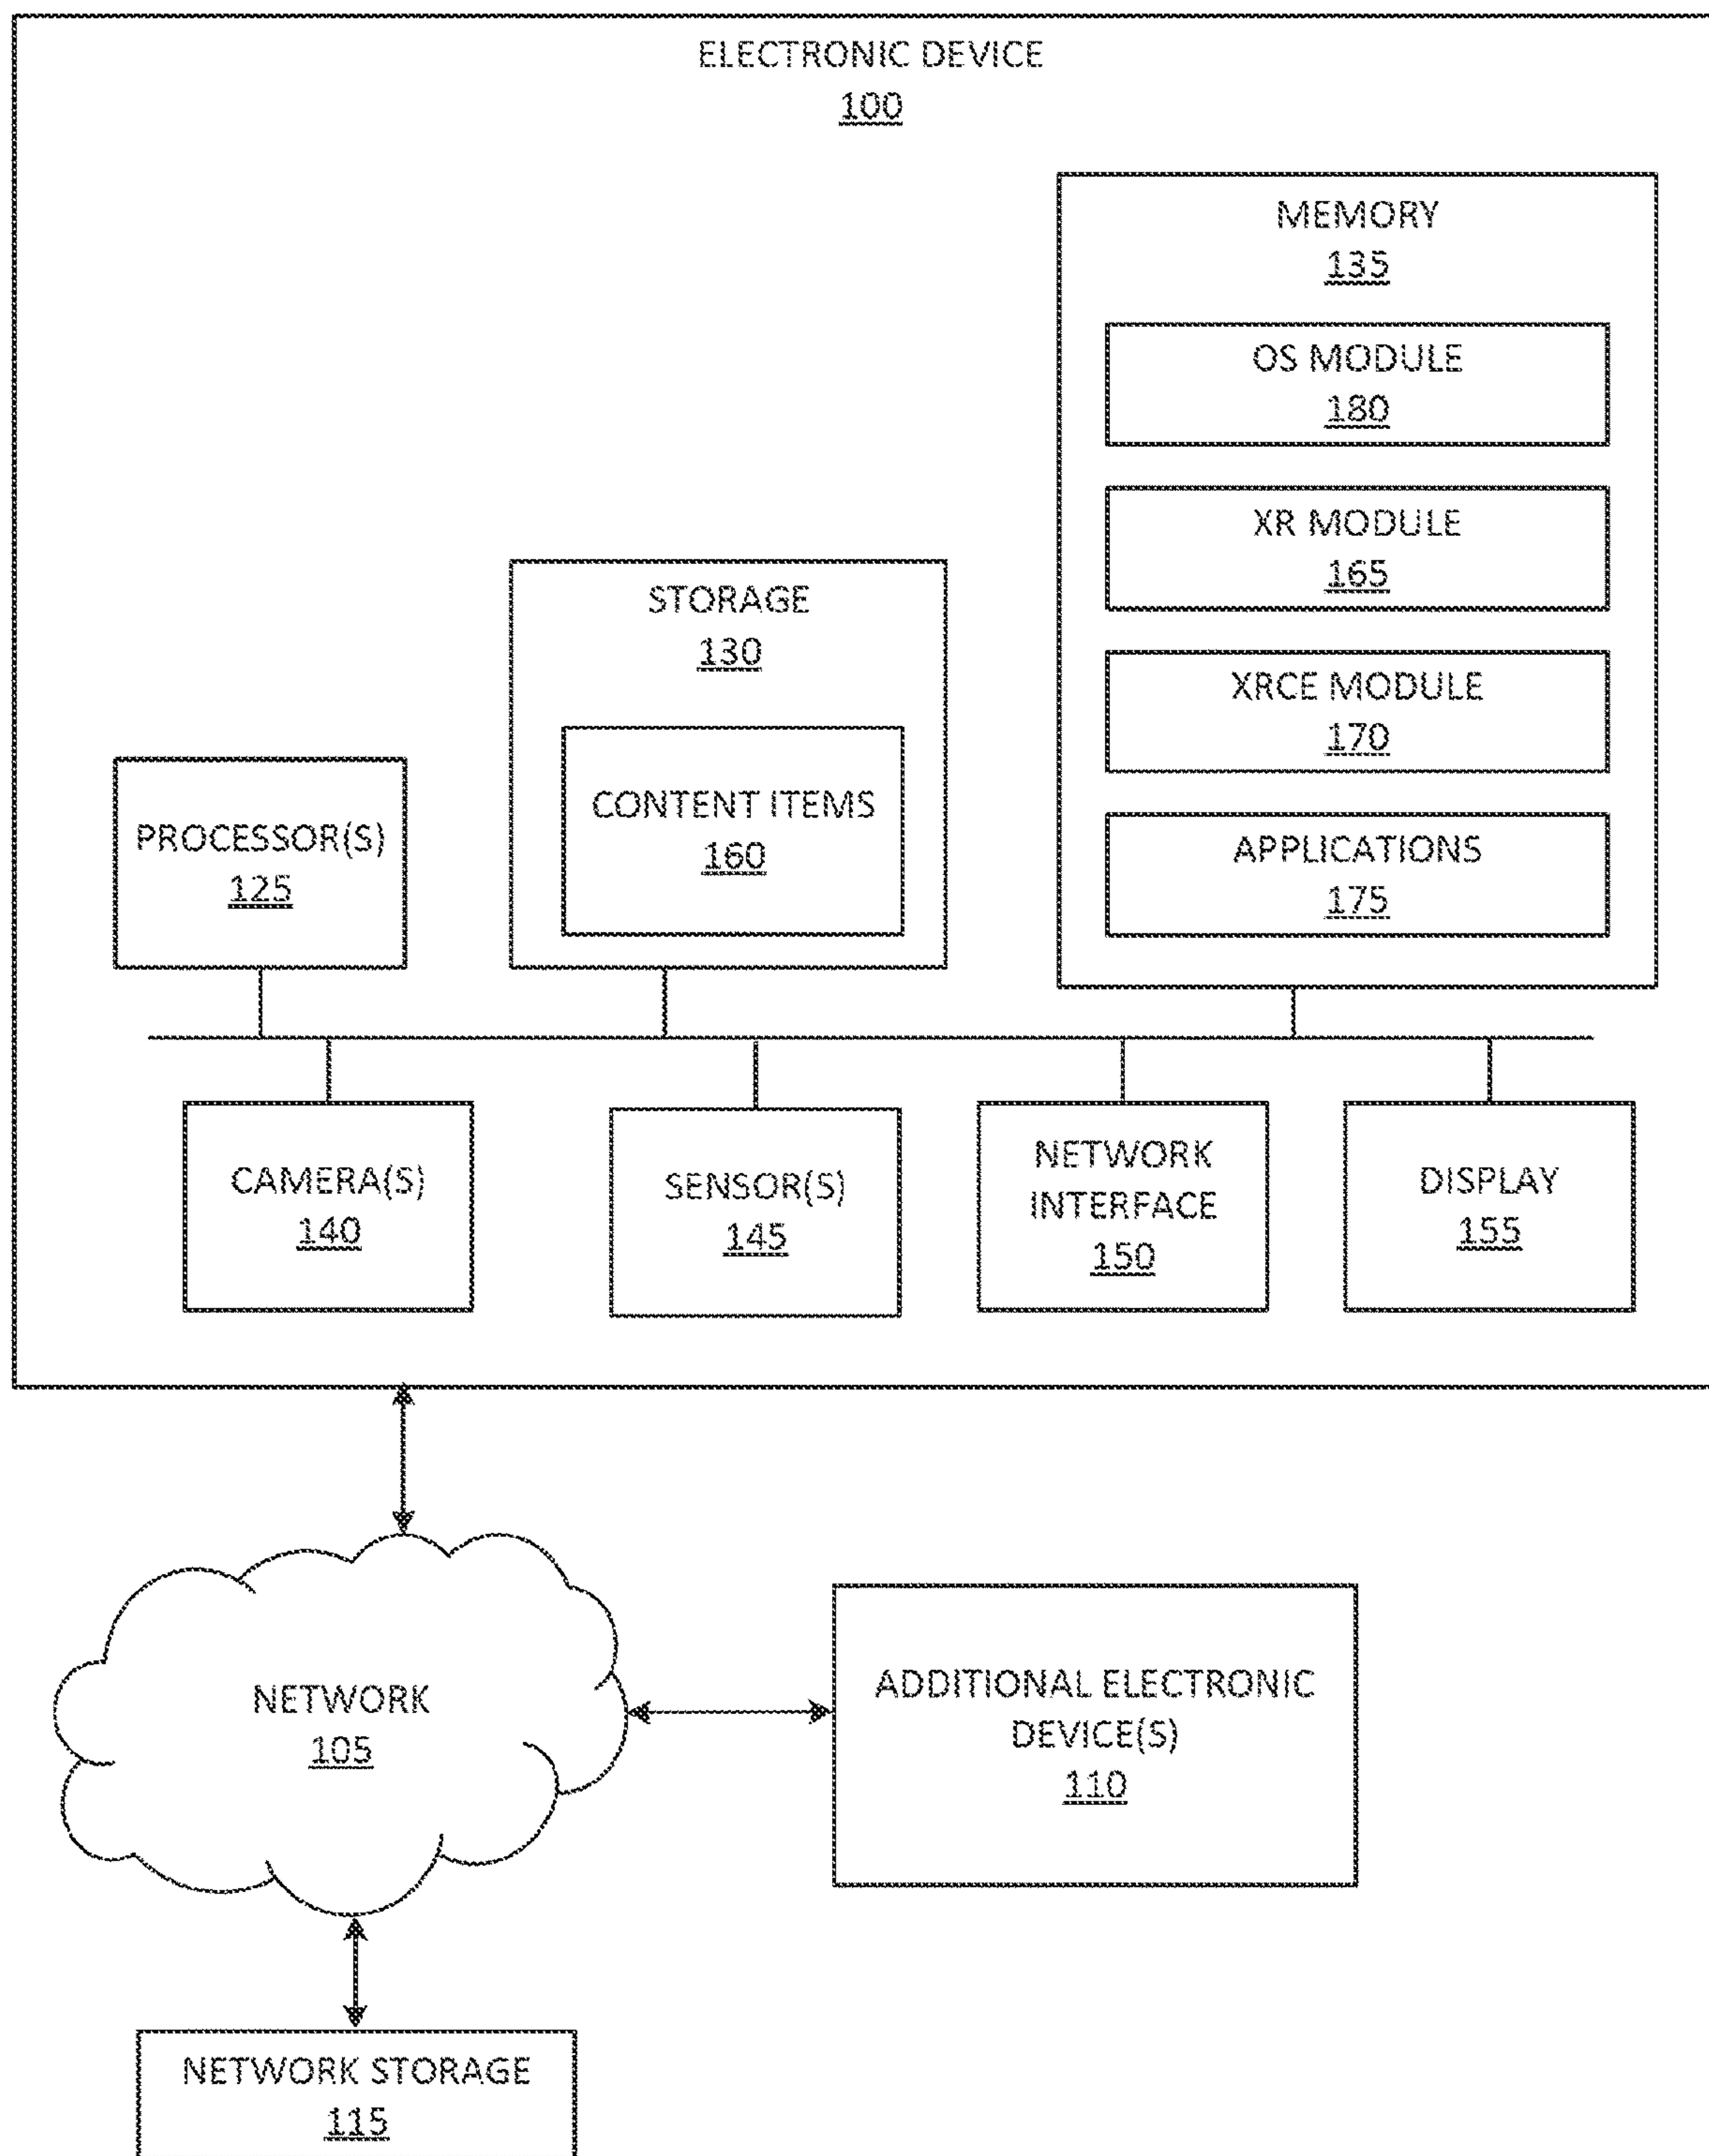 ELECTRONIC DEVICE
100
MEMORY
135
OS MODULE
180
XR MODULE
165
XRCE MODULE
170
APPLICATIONS
175
STORAGE
130
CONTENT ITEMS
160
PROCESSOR(S)
125
CAMERA(S)
140
SENSOR(S)
145
NETWORK
INTERFACE
150
DISPLAY
155
NETWORK
105
ADDITIONAL ELECTRONIC
DEVICE(S)
110
NETWORK STORAGE
115